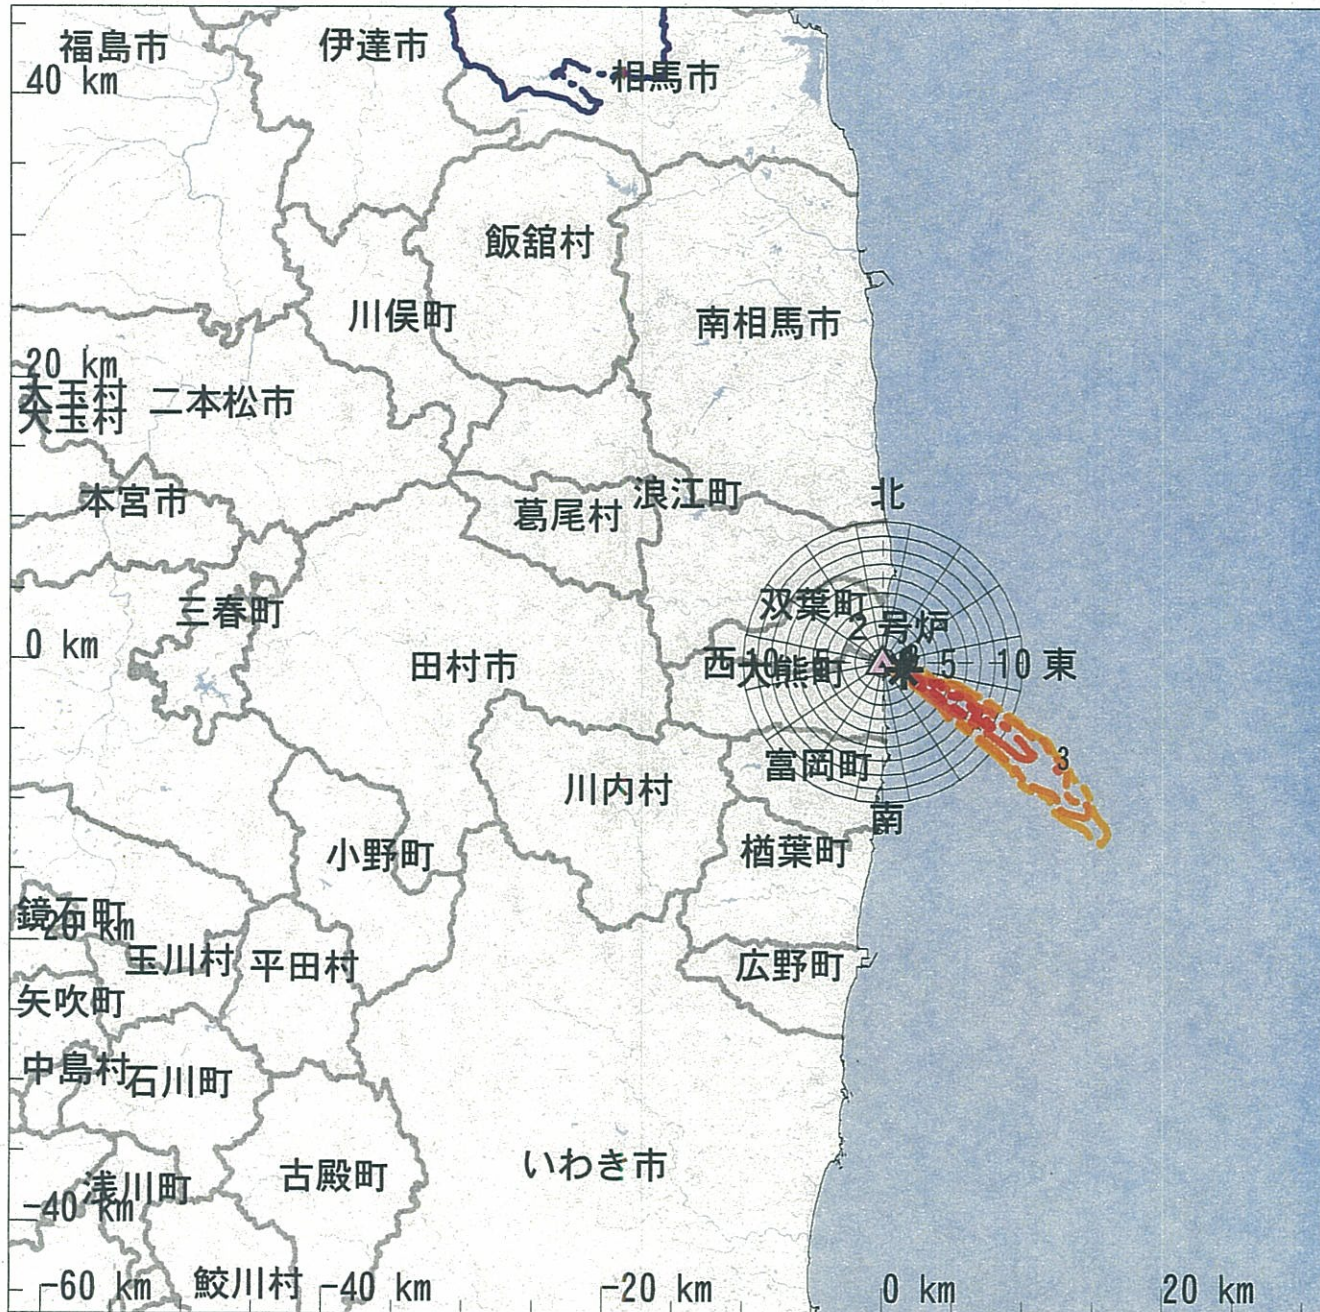 福島市
伊達市
相馬市
40 km
飯舘村
川俣町
南相馬市
20 km
大玉村
大玉村
二本松市
本宮市
葛尾村
浪江町
北
三春町
双葉町
2号炉
0 km
田村市
西
10
5
大熊町
5
10
東
富岡町
3
川内村
南
小野町
楢葉町
鏡石町
-20 km
玉川村
平田村
広野町
矢吹町
中島村
石川町
いわき市
浅川町
古殿町
-40 km
鮫川村
-60 km
-40 km
-20 km
0 km
20 km